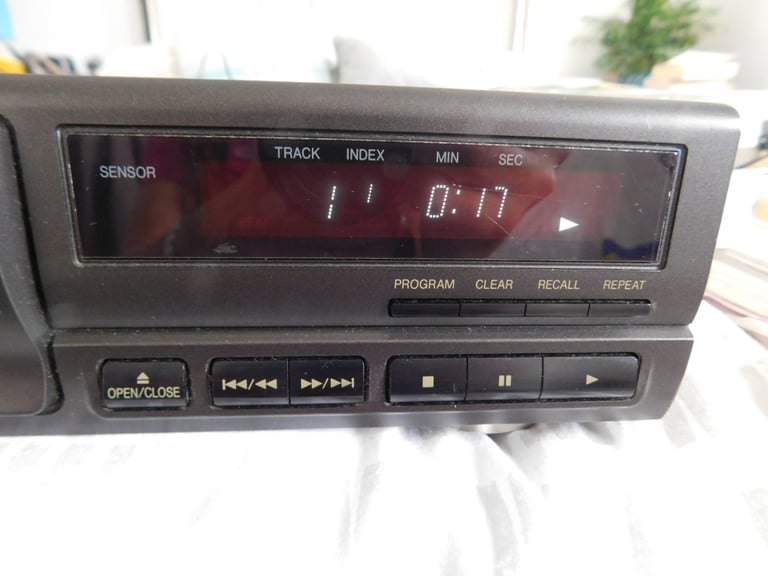 TRACK INDEX MIN SEC
SENSOR
1 1 0:17
PROGRAM CLEAR RECALL REPEAT
OPEN/CLOSE